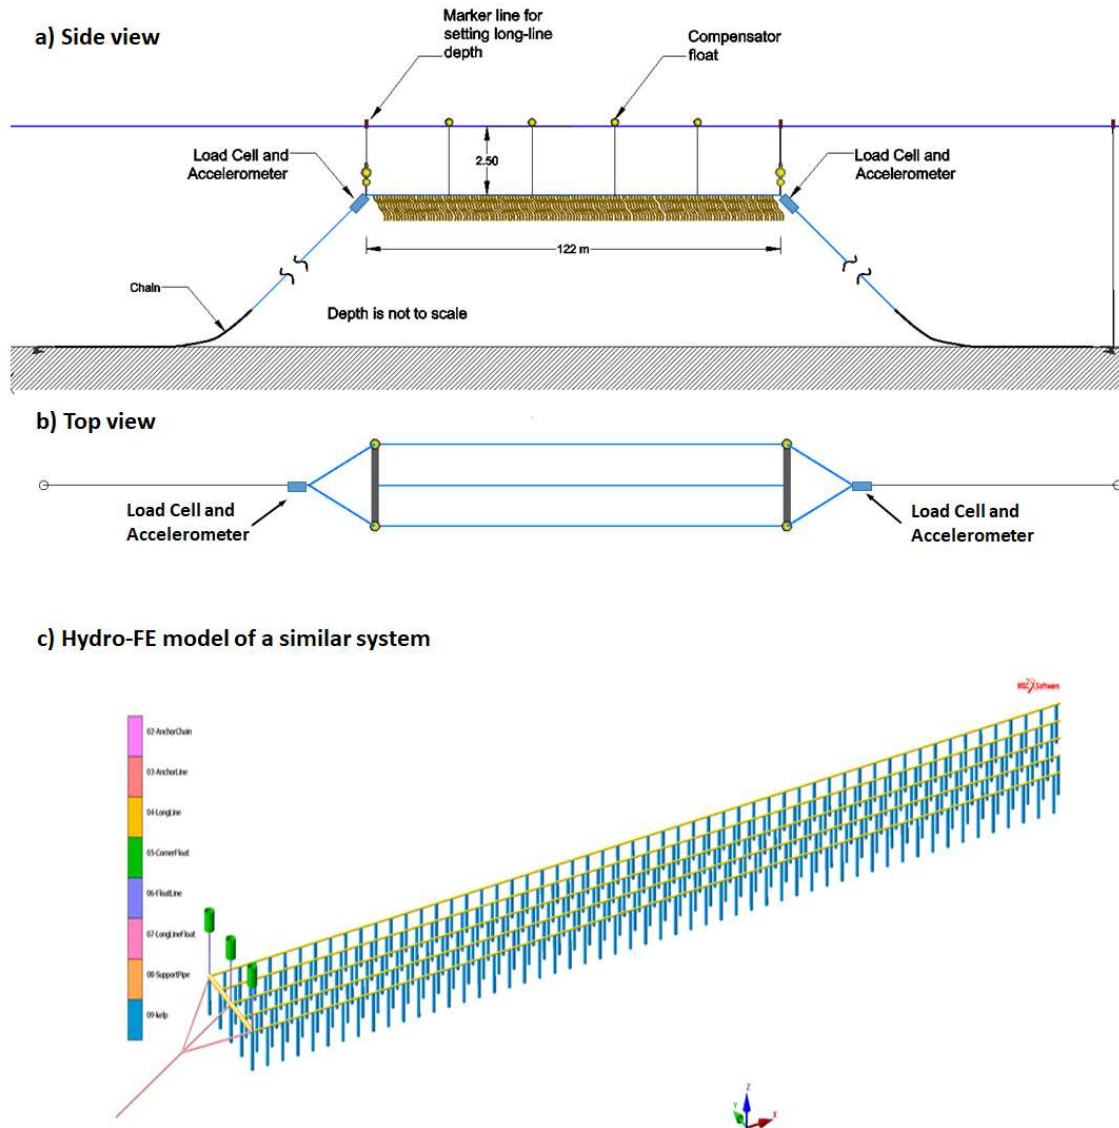 a) Side view
Marker line for
setting long-line
depth
Compensator
float
Load Cell and
Accelerometer
2.50
Load Cell and
Accelerometer
122 m
Chain
Depth is not to scale
b) Top view
Load Cell and
Accelerometer
Load Cell and
Accelerometer
c) Hydro-FE model of a similar system
MSC Software
02-AnchorChain
03-AnchorLine
04-LongLine
05-CornerFloat
06-FloatLine
07-LongLineFloat
08-SupportPipe
09-kelp
Z
Y
X